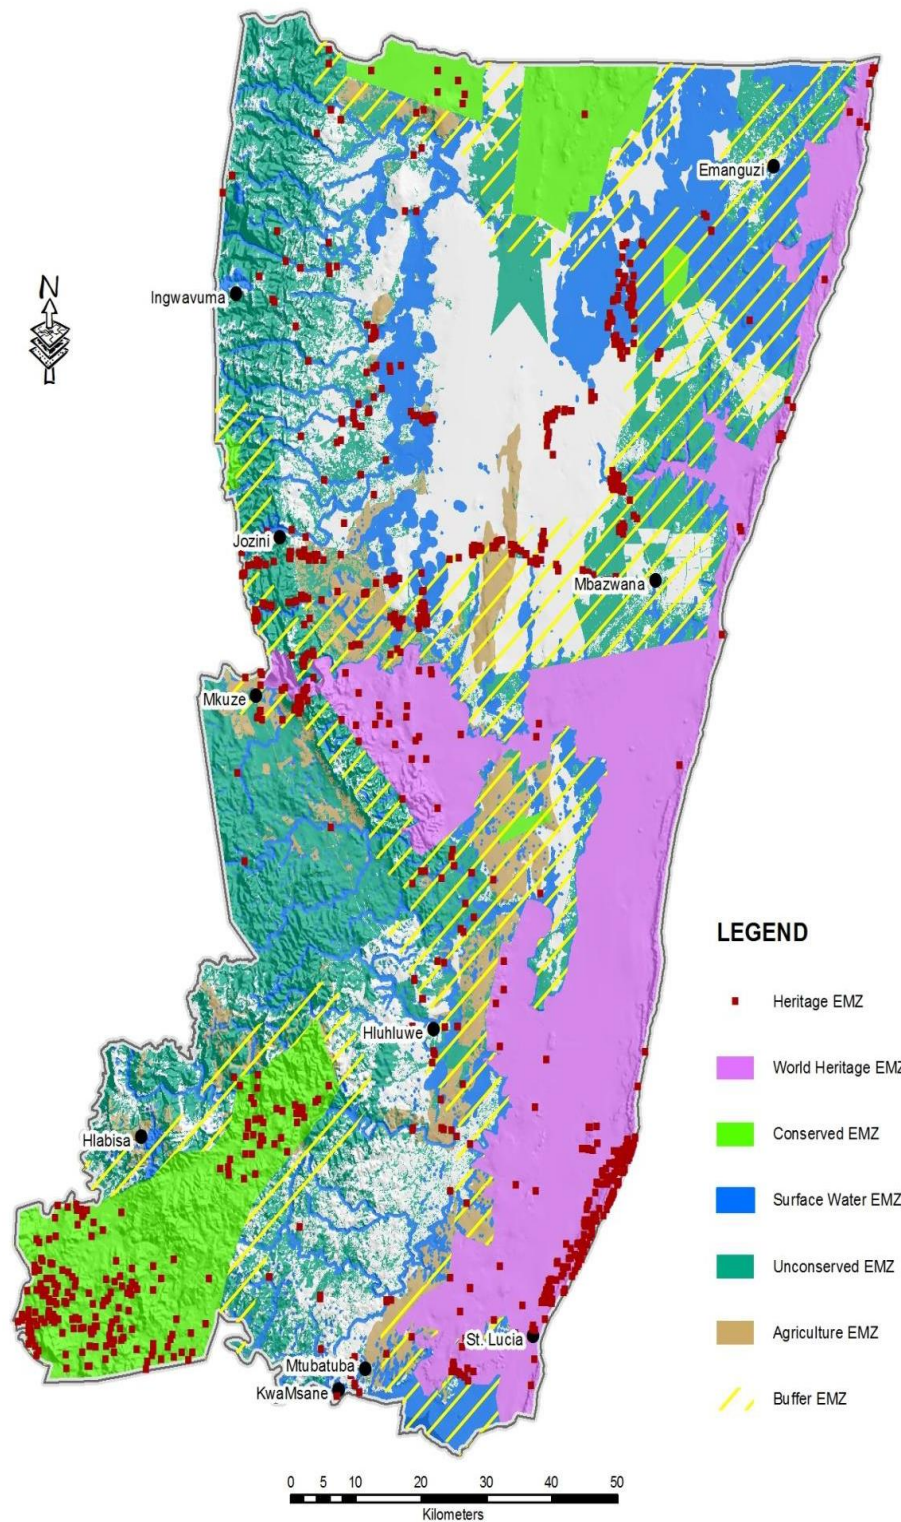 Emanguzi
N
Ingwavuma
Jozini
Mbazwana
Mkuze
LEGEND
Heritage EMZ
World Heritage EMZ
Hluhluwe
Conserved EMZ
Hlabisa
Surface Water EMZ
Unconserved EMZ
Agriculture EMZ
St. Lucia
Mtubatuba
KwaMsane
Buffer EMZ
0 5 10 20 30 40 50
Kilometers